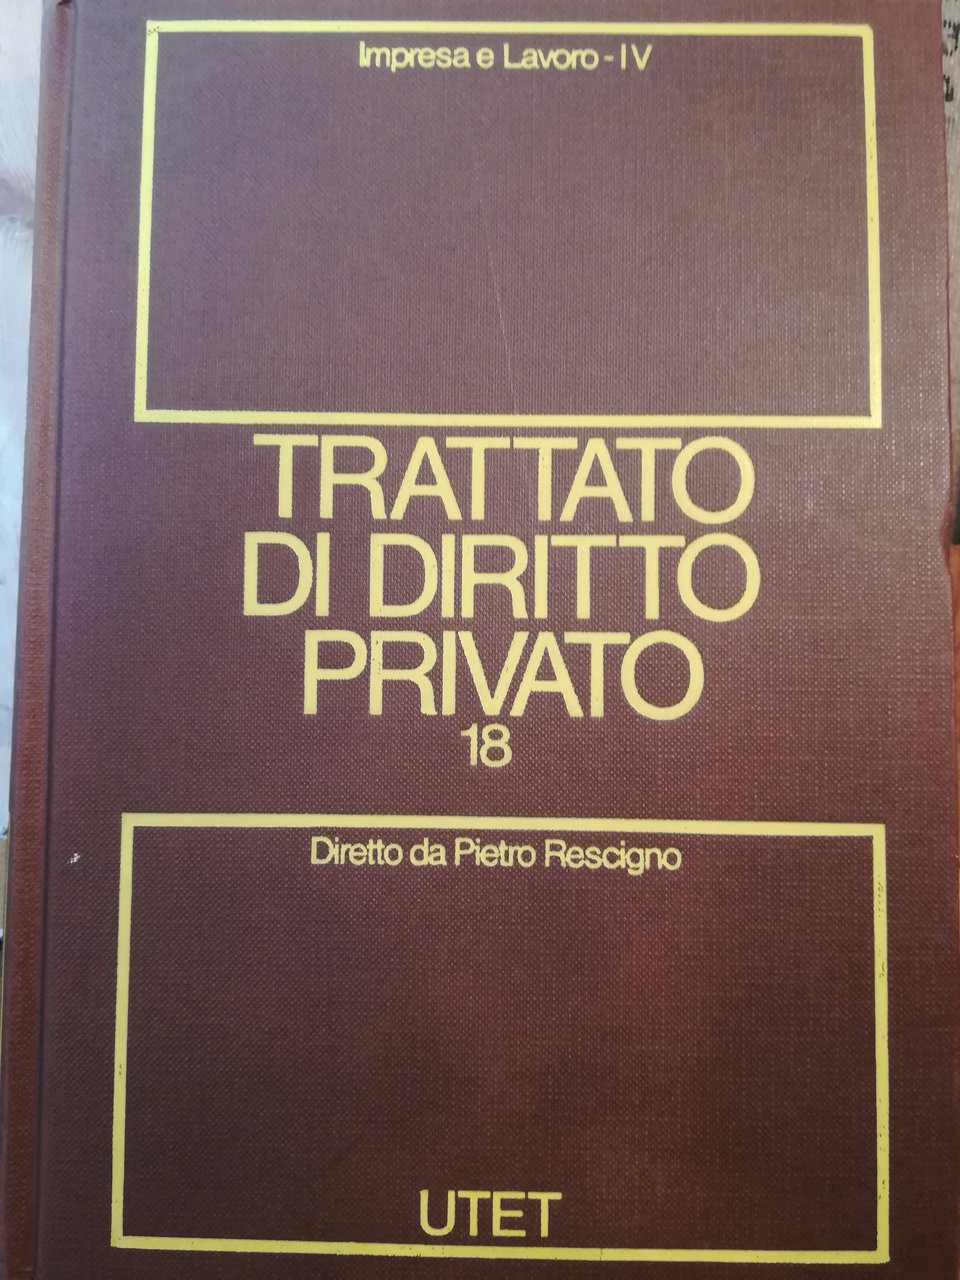 Impresa e Lavoro - IV
TRATTATO
DI DIRITTO
PRIVATO
18
Diretto da Pietro Rescigno
UTET